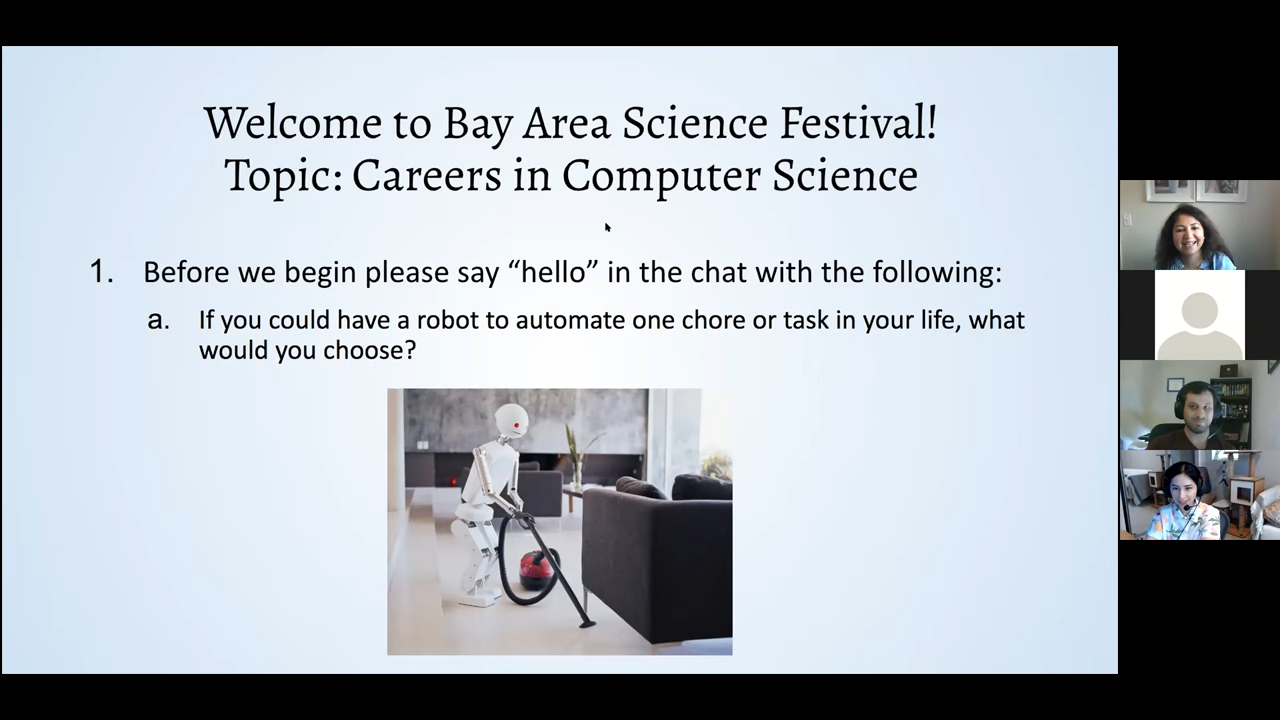 Welcome to Bay Area Science Festival!
Topic: Careers in Computer Science
1. Before we begin please say “hello” in the chat with the following:
a. If you could have a robot to automate one chore or task in your life, what
would you choose?